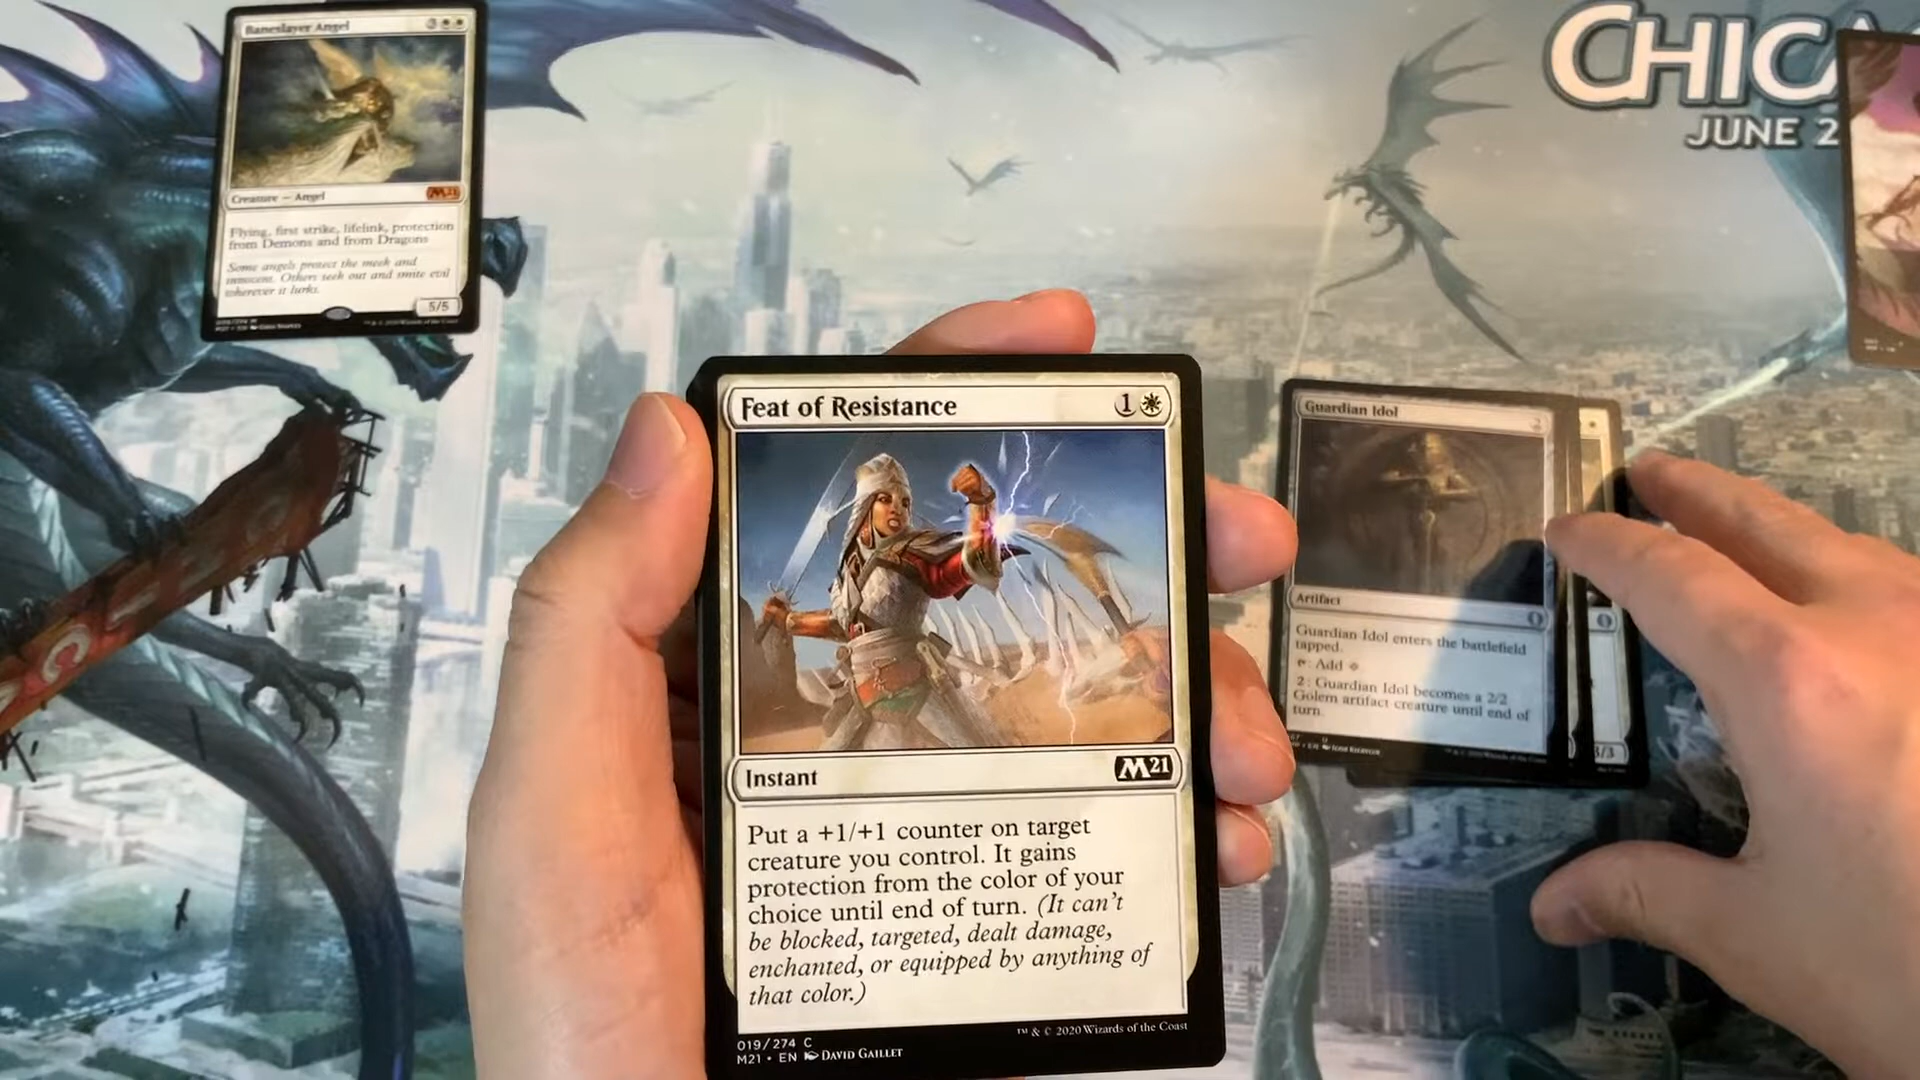 Baneslayer Angel 3
Creature — Angel M21
Flying, first strike, lifelink, protection
from Demons and from Dragons
Some angels protect the meek and
innocent. Others seek out and smite evil
wherever it lurks.
5/5
CHICA
JUNE 2
Feat of Resistance 1
Instant M21
Put a +1/+1 counter on target
creature you control. It gains
protection from the color of your
choice until end of turn. (It can't
be blocked, targeted, dealt damage,
enchanted, or equipped by anything of
that color.)
019/274 C
M21 • EN DAVID GAILLET
™ & © 2020 Wizards of the Coast
Guardian Idol 2
Artifact
Guardian Idol enters the battlefield
tapped.
: Add
2: Guardian Idol becomes a 2/2
Golem artifact creature until end of
turn.
3/3